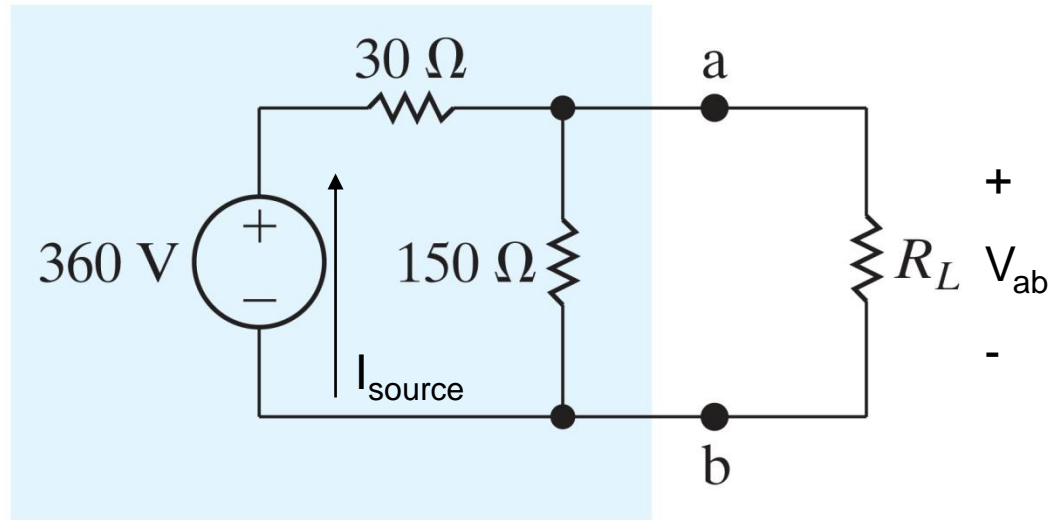 30 Ω
a
+
360 V
+
−
150 Ω
R_L
V_ab
-
I_source
b